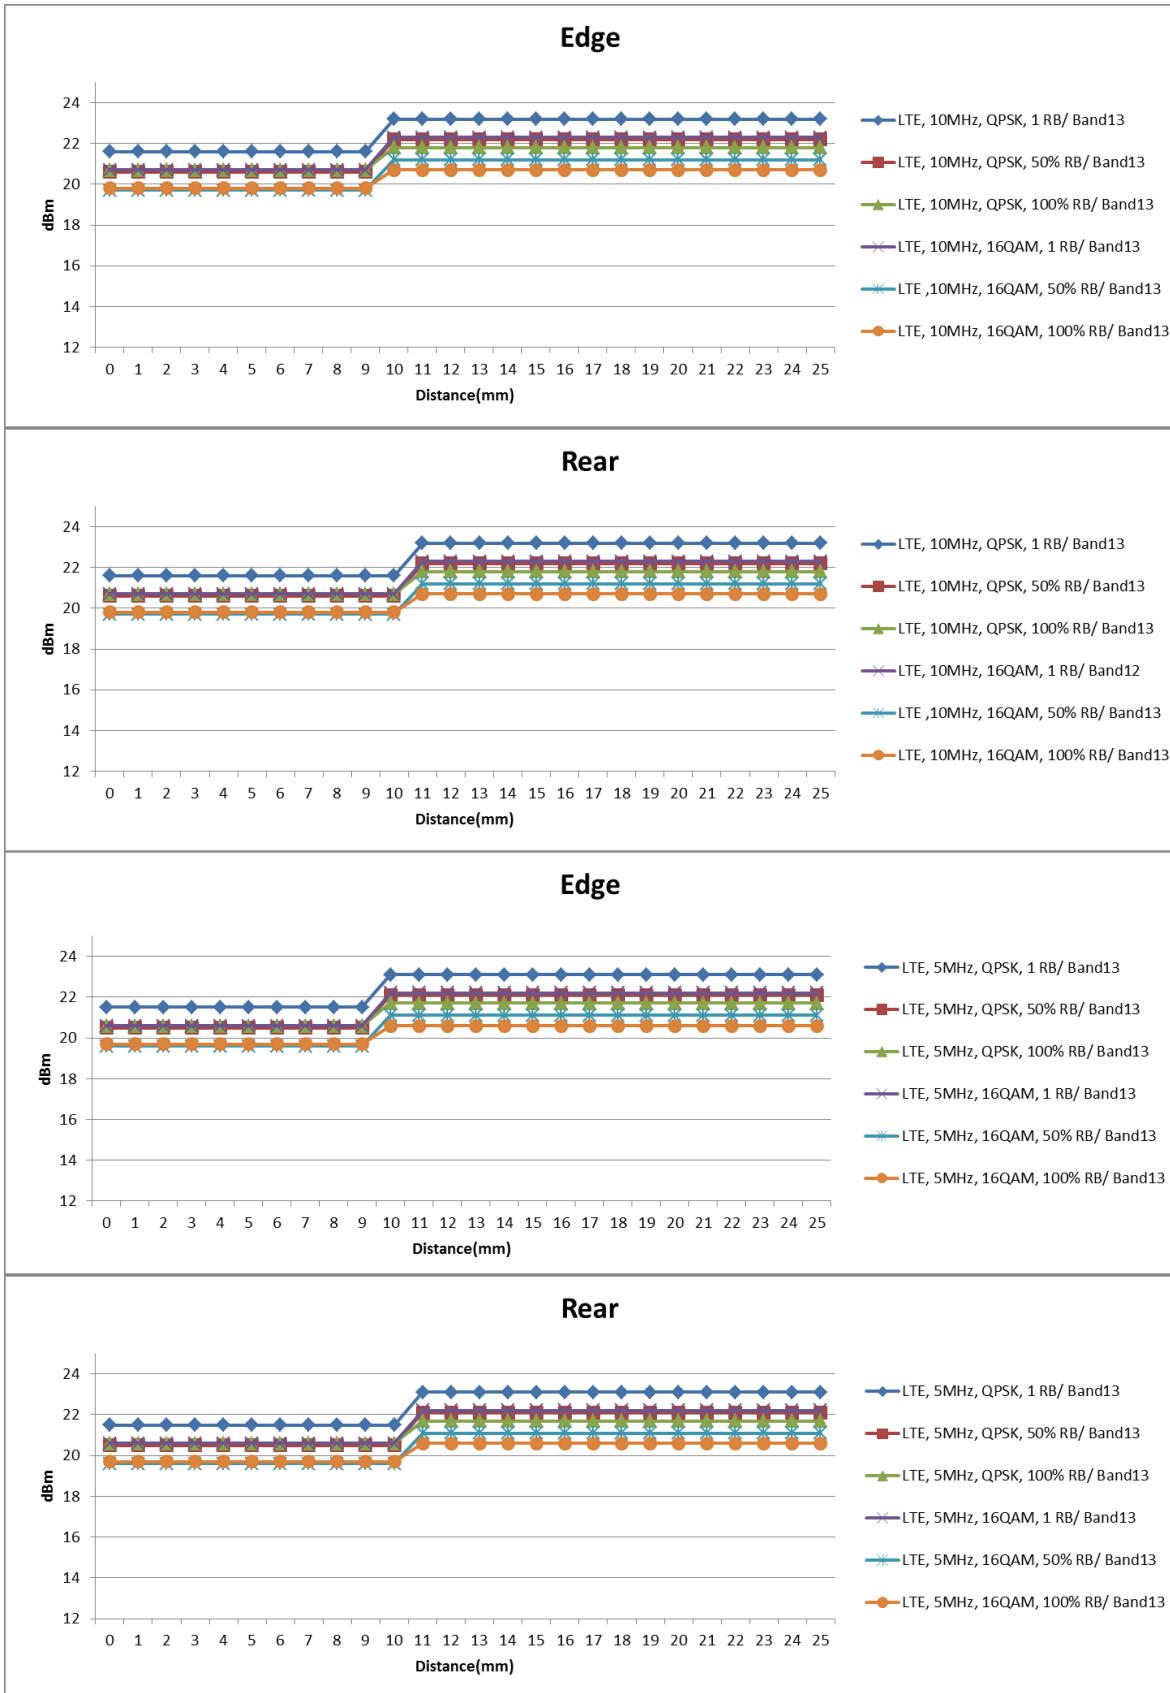 Edge
24
22
20
18
16
14
12
dBm
0 1 2 3 4 5 6 7 8 9 10 11 12 13 14 15 16 17 18 19 20 21 22 23 24 25
Distance(mm)
LTE, 10MHz, QPSK, 1 RB/ Band13
LTE, 10MHz, QPSK, 50% RB/ Band13
LTE, 10MHz, QPSK, 100% RB/ Band13
LTE, 10MHz, 16QAM, 1 RB/ Band13
LTE ,10MHz, 16QAM, 50% RB/ Band13
LTE, 10MHz, 16QAM, 100% RB/ Band13
Rear
24
22
20
18
16
14
12
dBm
0 1 2 3 4 5 6 7 8 9 10 11 12 13 14 15 16 17 18 19 20 21 22 23 24 25
Distance(mm)
LTE, 10MHz, QPSK, 1 RB/ Band13
LTE, 10MHz, QPSK, 50% RB/ Band13
LTE, 10MHz, QPSK, 100% RB/ Band13
LTE, 10MHz, 16QAM, 1 RB/ Band12
LTE ,10MHz, 16QAM, 50% RB/ Band13
LTE, 10MHz, 16QAM, 100% RB/ Band13
Edge
24
22
20
18
16
14
12
dBm
0 1 2 3 4 5 6 7 8 9 10 11 12 13 14 15 16 17 18 19 20 21 22 23 24 25
Distance(mm)
LTE, 5MHz, QPSK, 1 RB/ Band13
LTE, 5MHz, QPSK, 50% RB/ Band13
LTE, 5MHz, QPSK, 100% RB/ Band13
LTE, 5MHz, 16QAM, 1 RB/ Band13
LTE, 5MHz, 16QAM, 50% RB/ Band13
LTE, 5MHz, 16QAM, 100% RB/ Band13
Rear
24
22
20
18
16
14
12
dBm
0 1 2 3 4 5 6 7 8 9 10 11 12 13 14 15 16 17 18 19 20 21 22 23 24 25
Distance(mm)
LTE, 5MHz, QPSK, 1 RB/ Band13
LTE, 5MHz, QPSK, 50% RB/ Band13
LTE, 5MHz, QPSK, 100% RB/ Band13
LTE, 5MHz, 16QAM, 1 RB/ Band13
LTE, 5MHz, 16QAM, 50% RB/ Band13
LTE, 5MHz, 16QAM, 100% RB/ Band13